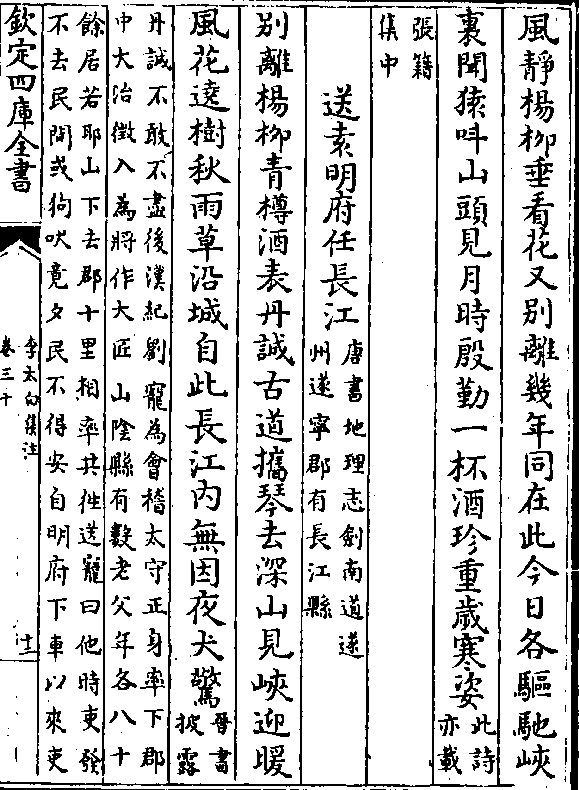 風靜楊柳垂看花又别離幾年同在此今日各驅馳峽
裏聞猿呌山頭見月時殷勤一杯酒珍重歲寒姿
此詩
亦載
張籍
集中
送袁明府任長江
唐書地理志劍南道遂
州遂寧郡有長江縣
别離楊柳青樽酒表丹誠古道攜琴去深山見峽迎暖
風花遶樹秋雨草沿城自此長江内無因夜犬驚
晉書
披露
丹誠不敢不盡後漢紀劉寵為會稽太守正身率下郡
中大治徵入為將作大匠山陰縣有數老父年各八十
餘居若耶山下去郡十里相率共徃送寵曰他時吏發
不去民間或狗吠竟夕民不得安自明府下車以來吏
欽定四庫全書
李太白集注
卷三十